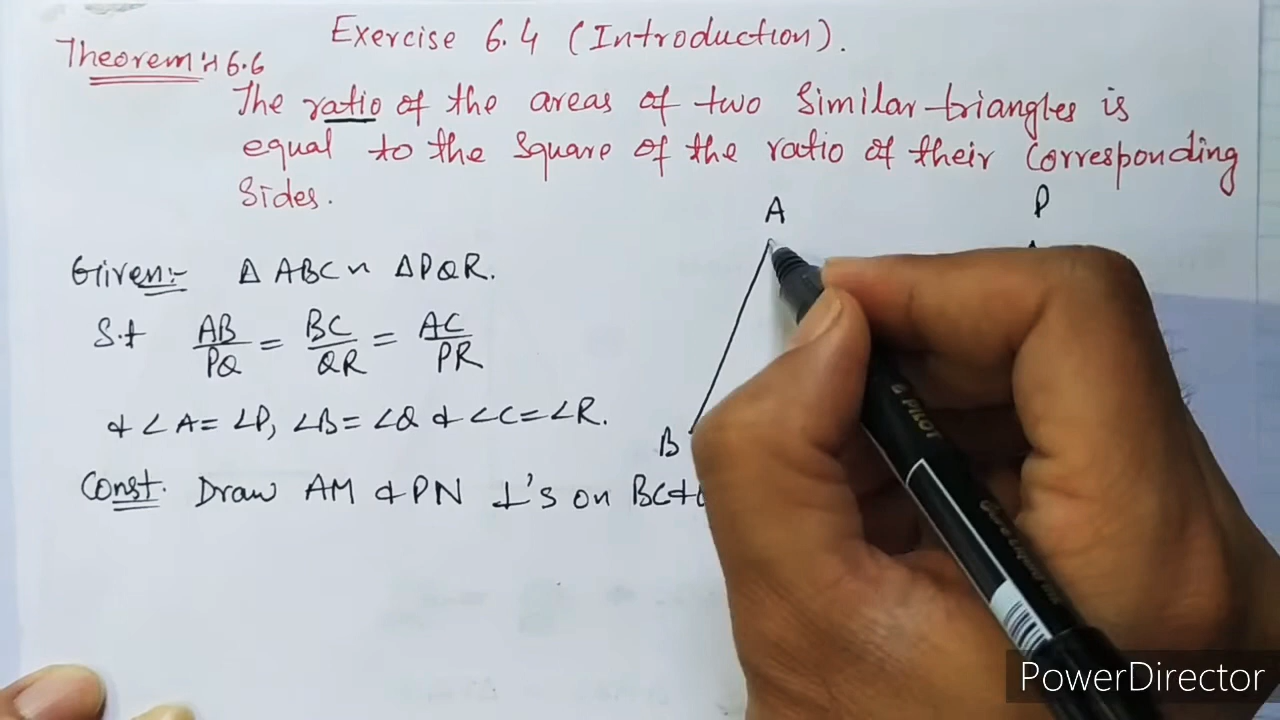 Exercise 6.4 (Introduction).
Theorem:- 6.6
The ratio of the areas of two Similar triangles is
equal to the square of the ratio of their corresponding
Sides.
A
P
Given:- Δ ABC ~ ΔPQR.
S.t AB/PQ = BC/QR = AC/PR
& ∠A = ∠P, ∠B = ∠Q & ∠C = ∠R.
B
Const. Draw AM & PN ⊥'s on BC &
PILOT
PowerDirector